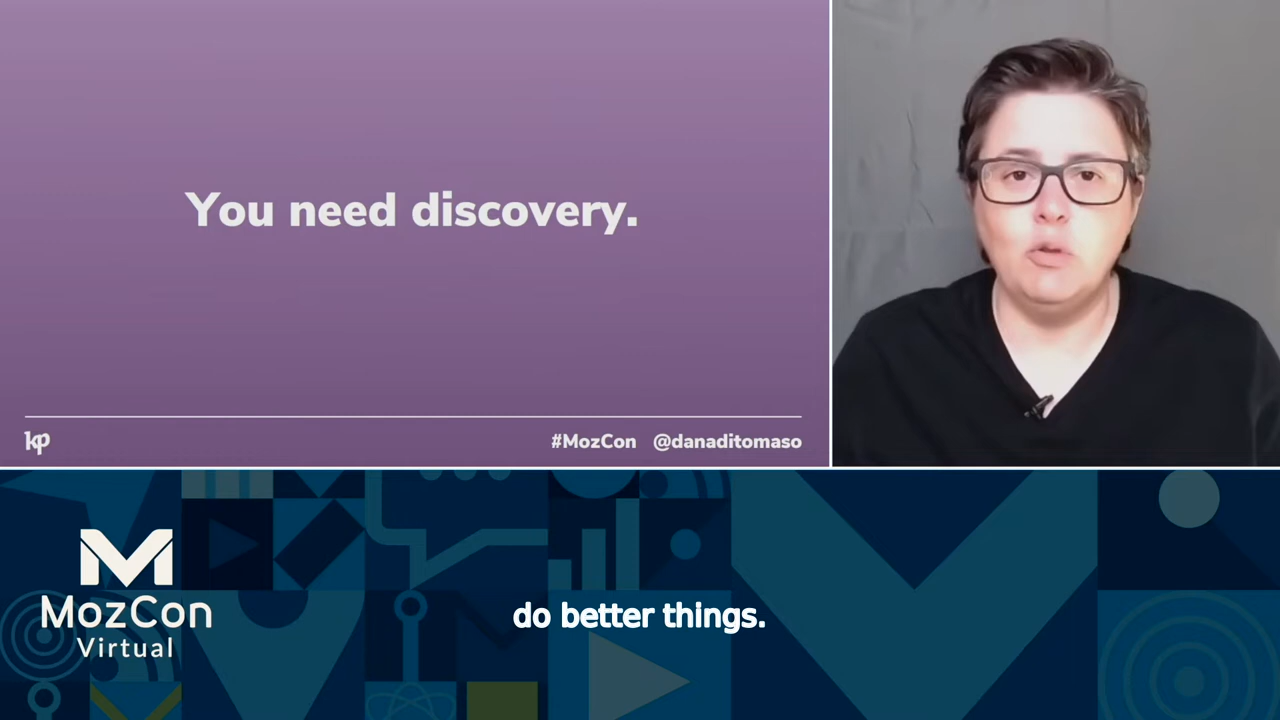 You need discovery.
kp
#MozCon @danaditomaso
MozCon
Virtual
do better things.